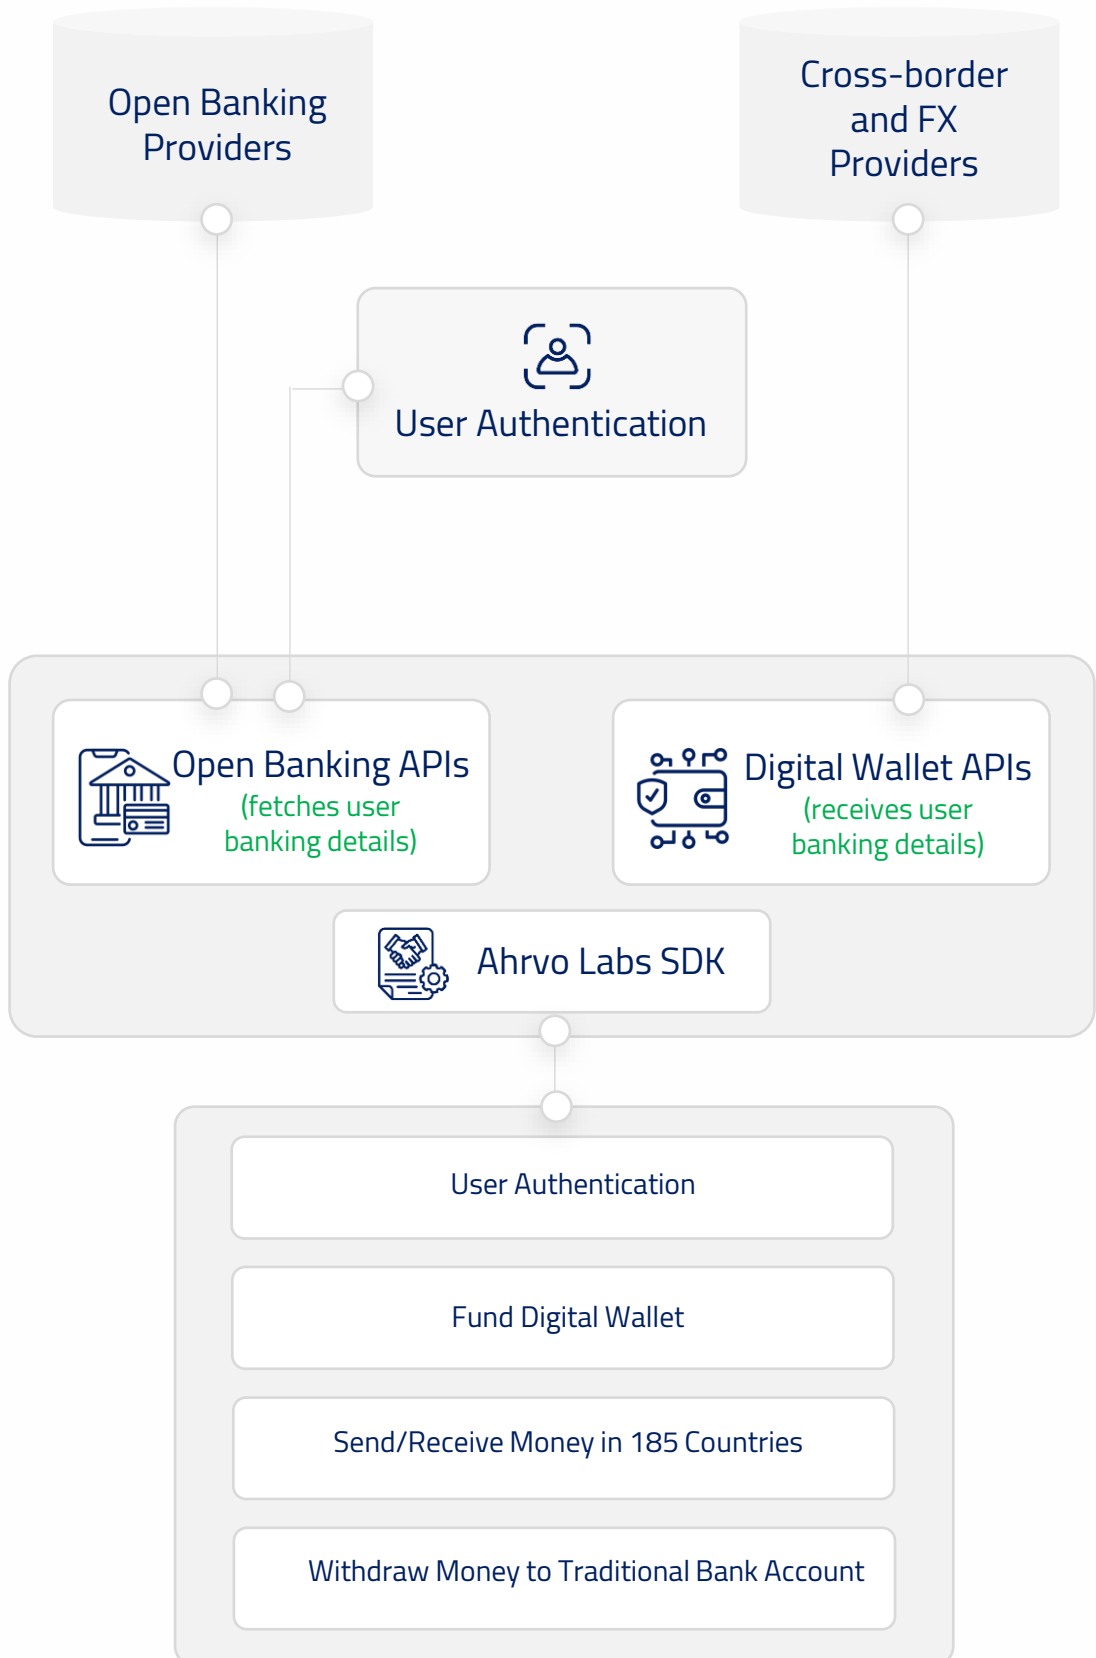 Open Banking
Providers
Cross-border
and FX
Providers
User Authentication
Open Banking APIs
(fetches user
banking details)
Digital Wallet APIs
(receives user
banking details)
Ahrvo Labs SDK
User Authentication
Fund Digital Wallet
Send/Receive Money in 185 Countries
Withdraw Money to Traditional Bank Account